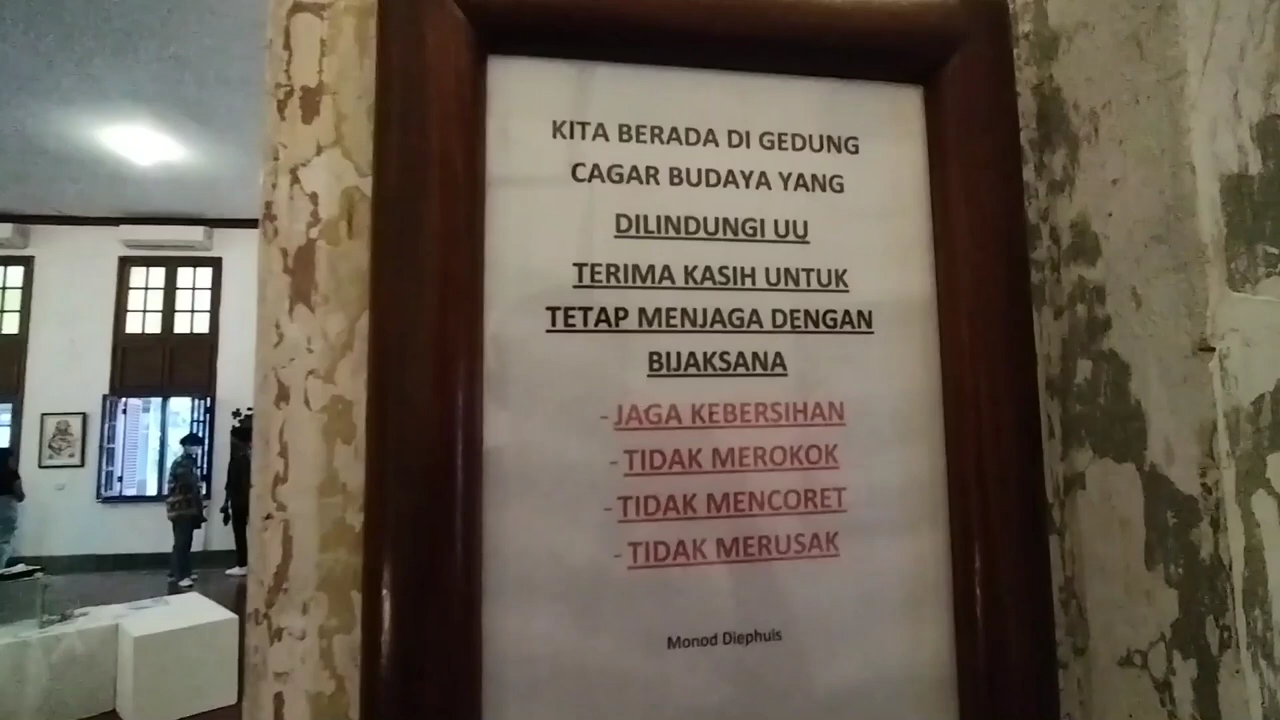 KITA BERADA DI GEDUNG
CAGAR BUDAYA YANG
DILINDUNGI UU
TERIMA KASIH UNTUK
TETAP MENJAGA DENGAN
BIJAKSANA
- JAGA KEBERSIHAN
- TIDAK MEROKOK
- TIDAK MENCORET
- TIDAK MERUSAK
Monod Diephuis